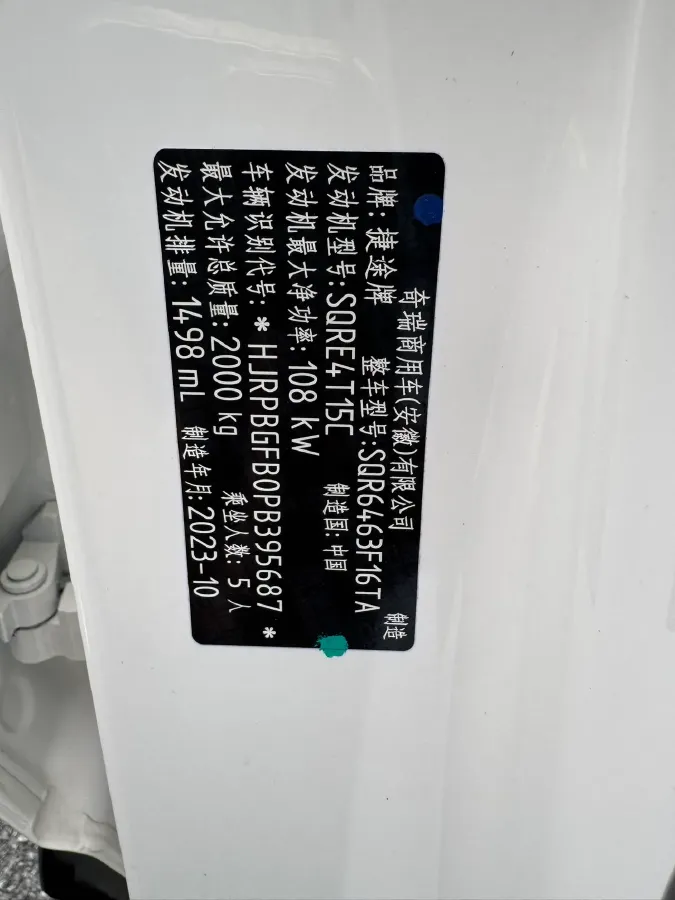 奇瑞商用车(安徽)有限公司 制造
品牌: 捷途牌 整车型号:SQR6463F16TA
发动机型号:SQRE4T15C 制造国: 中国
发动机最大净功率: 108 kW
车辆识别代号: *HJRPBGFB0PB395687*
最大允许总质量: 2000 kg 乘坐人数: 5 人
发动机排量: 1498 mL 制造年月: 2023-10